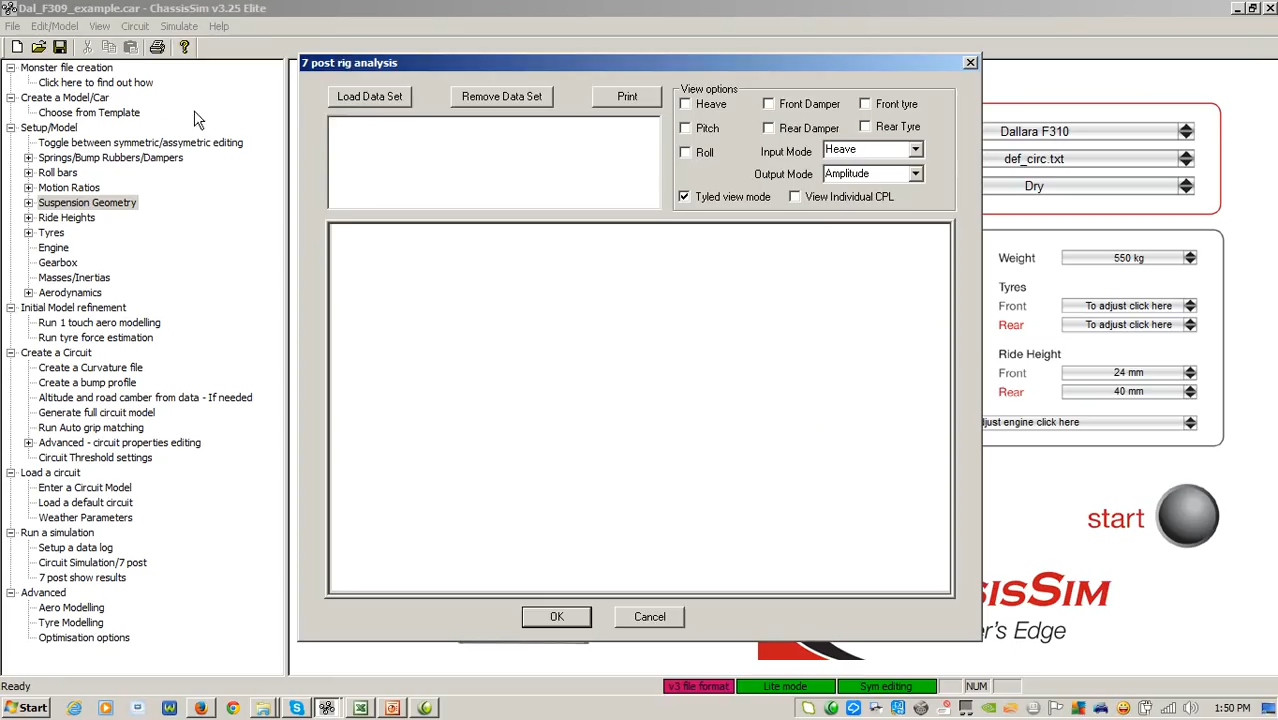 Dal_F309_example.car - ChassisSim v3.25 Elite
File Edit/Model View Circuit Simulate Help
Monster file creation
Click here to find out how
Create a Model/Car
Choose from Template
Setup/Model
Toggle between symmetric/assymetric editing
Springs/Bump Rubbers/Dampers
Roll bars
Motion Ratios
Suspension Geometry
Ride Heights
Tyres
Engine
Gearbox
Masses/Inertias
Aerodynamics
Initial Model refinement
Run 1 touch aero modelling
Run tyre force estimation
Create a Circuit
Create a Curvature file
Create a bump profile
Altitude and road camber from data - If needed
Generate full circuit model
Run Auto grip matching
Advanced - circuit properties editing
Circuit Threshold settings
Load a circuit
Enter a Circuit Model
Load a default circuit
Weather Parameters
Run a simulation
Setup a data log
Circuit Simulation/7 post
7 post show results
Advanced
Aero Modelling
Tyre Modelling
Optimisation options
7 post rig analysis
Load Data Set Remove Data Set Print
View options
Heave Front Damper Front tyre
Pitch Rear Damper Rear Tyre
Roll Input Mode Heave
Output Mode Amplitude
Tyled view mode View Individual CPL
OK Cancel
Dallara F310
def_circ.txt
Dry
Weight 550 kg
Tyres
Front To adjust click here
Rear To adjust click here
Ride Height
Front 24 mm
Rear 40 mm
just engine click here
start
SISSIM
r's Edge
Ready v3 file format Lite mode Sym editing NUM
Start 1:50 PM